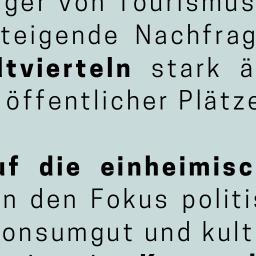 ger von Tourismus
teigende Nachfrag
ltvierteln stark ä
öffentlicher Plätze
uf die einheimisc
n den Fokus politis
onsumgut und kult